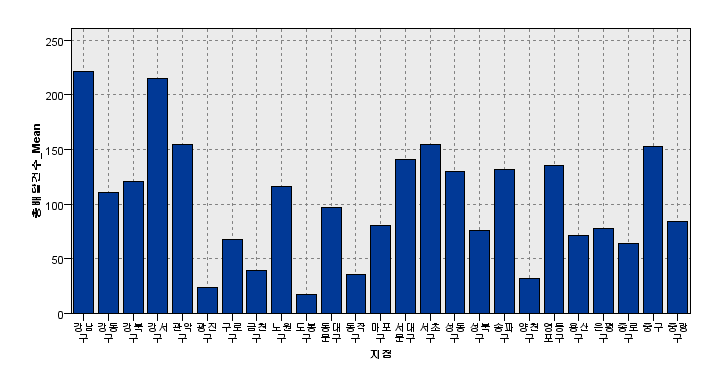 250
200
150
100
50
0
총배달건수_Mean
강남구
강동구
강북구
강서구
관악구
광진구
구로구
금천구
노원구
도봉구
동대문구
동작구
마포구
서대문구
서초구
성동구
성북구
송파구
양천구
영등포구
용산구
은평구
종로구
중구
중랑구
지점